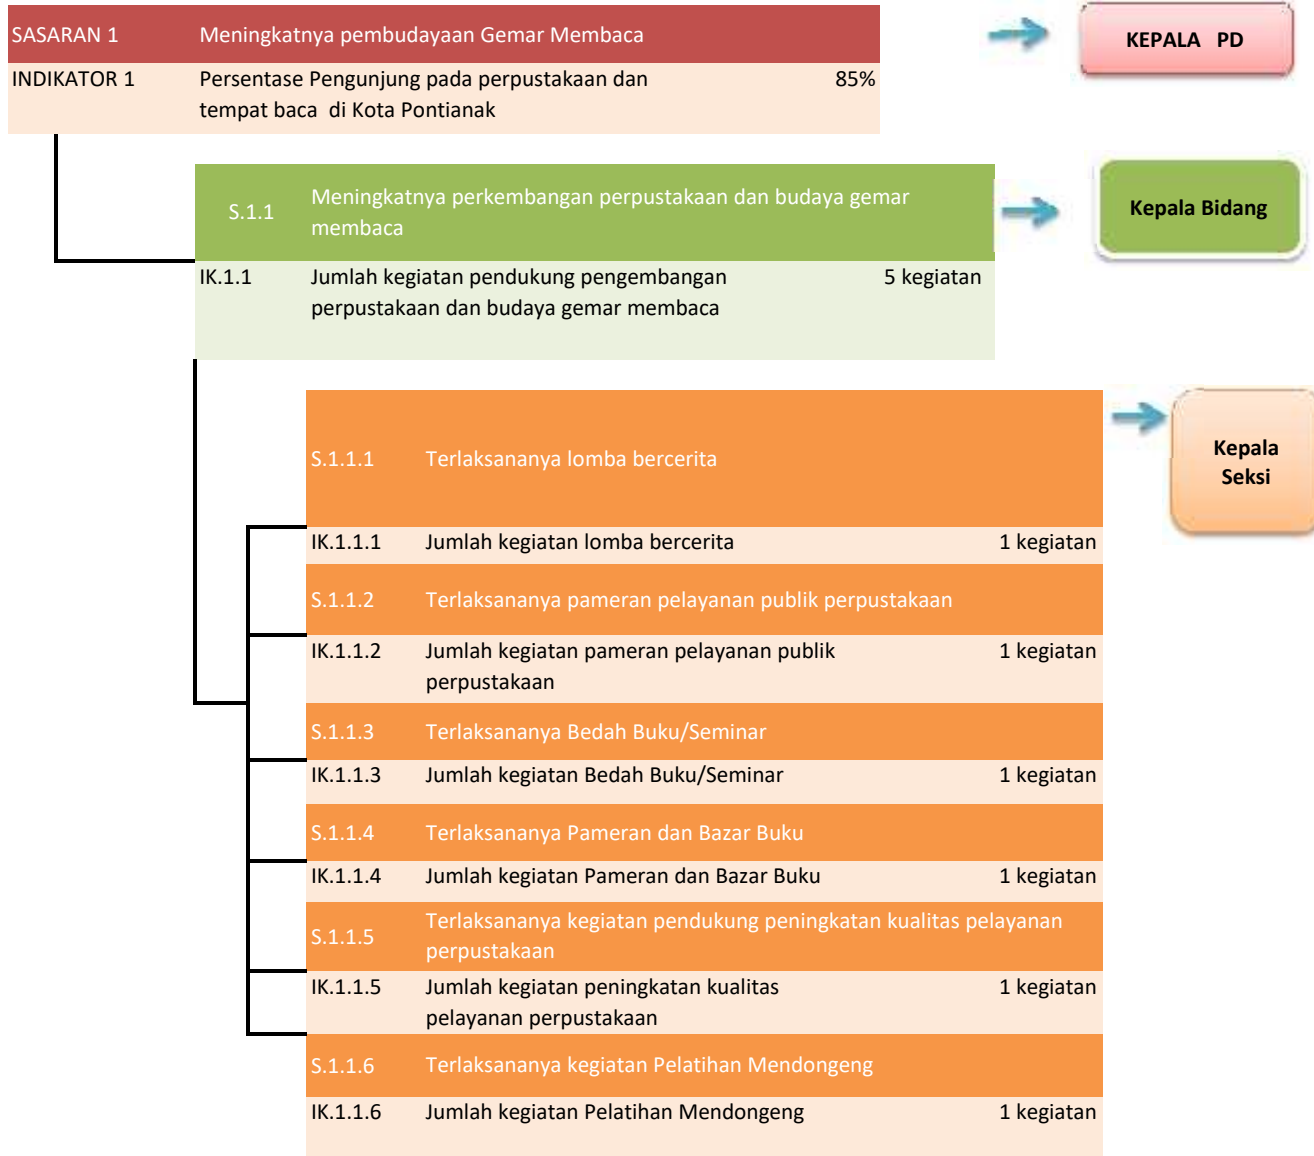 SASARAN 1 Meningkatnya pembudayaan Gemar Membaca
KEPALA PD
INDIKATOR 1 Persentase Pengunjung pada perpustakaan dan 85%
tempat baca di Kota Pontianak
S.1.1 Meningkatnya perkembangan perpustakaan dan budaya gemar
membaca
Kepala Bidang
IK.1.1 Jumlah kegiatan pendukung pengembangan 5 kegiatan
perpustakaan dan budaya gemar membaca
S.1.1.1 Terlaksananya lomba bercerita
Kepala
Seksi
IK.1.1.1 Jumlah kegiatan lomba bercerita 1 kegiatan
S.1.1.2 Terlaksananya pameran pelayanan publik perpustakaan
IK.1.1.2 Jumlah kegiatan pameran pelayanan publik 1 kegiatan
perpustakaan
S.1.1.3 Terlaksananya Bedah Buku/Seminar
IK.1.1.3 Jumlah kegiatan Bedah Buku/Seminar 1 kegiatan
S.1.1.4 Terlaksananya Pameran dan Bazar Buku
IK.1.1.4 Jumlah kegiatan Pameran dan Bazar Buku 1 kegiatan
S.1.1.5 Terlaksananya kegiatan pendukung peningkatan kualitas pelayanan
perpustakaan
IK.1.1.5 Jumlah kegiatan peningkatan kualitas 1 kegiatan
pelayanan perpustakaan
S.1.1.6 Terlaksananya kegiatan Pelatihan Mendongeng
IK.1.1.6 Jumlah kegiatan Pelatihan Mendongeng 1 kegiatan